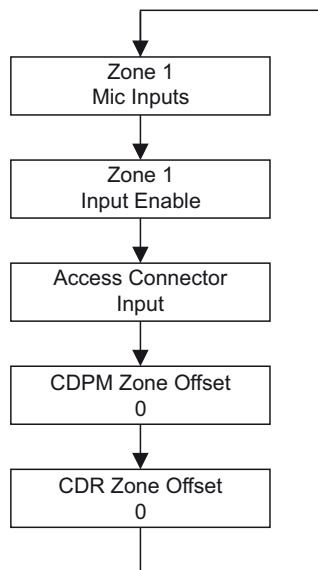 Zone 1
Mic Inputs
Zone 1
Input Enable
Access Connector
Input
CDPM Zone Offset
0
CDR Zone Offset
0